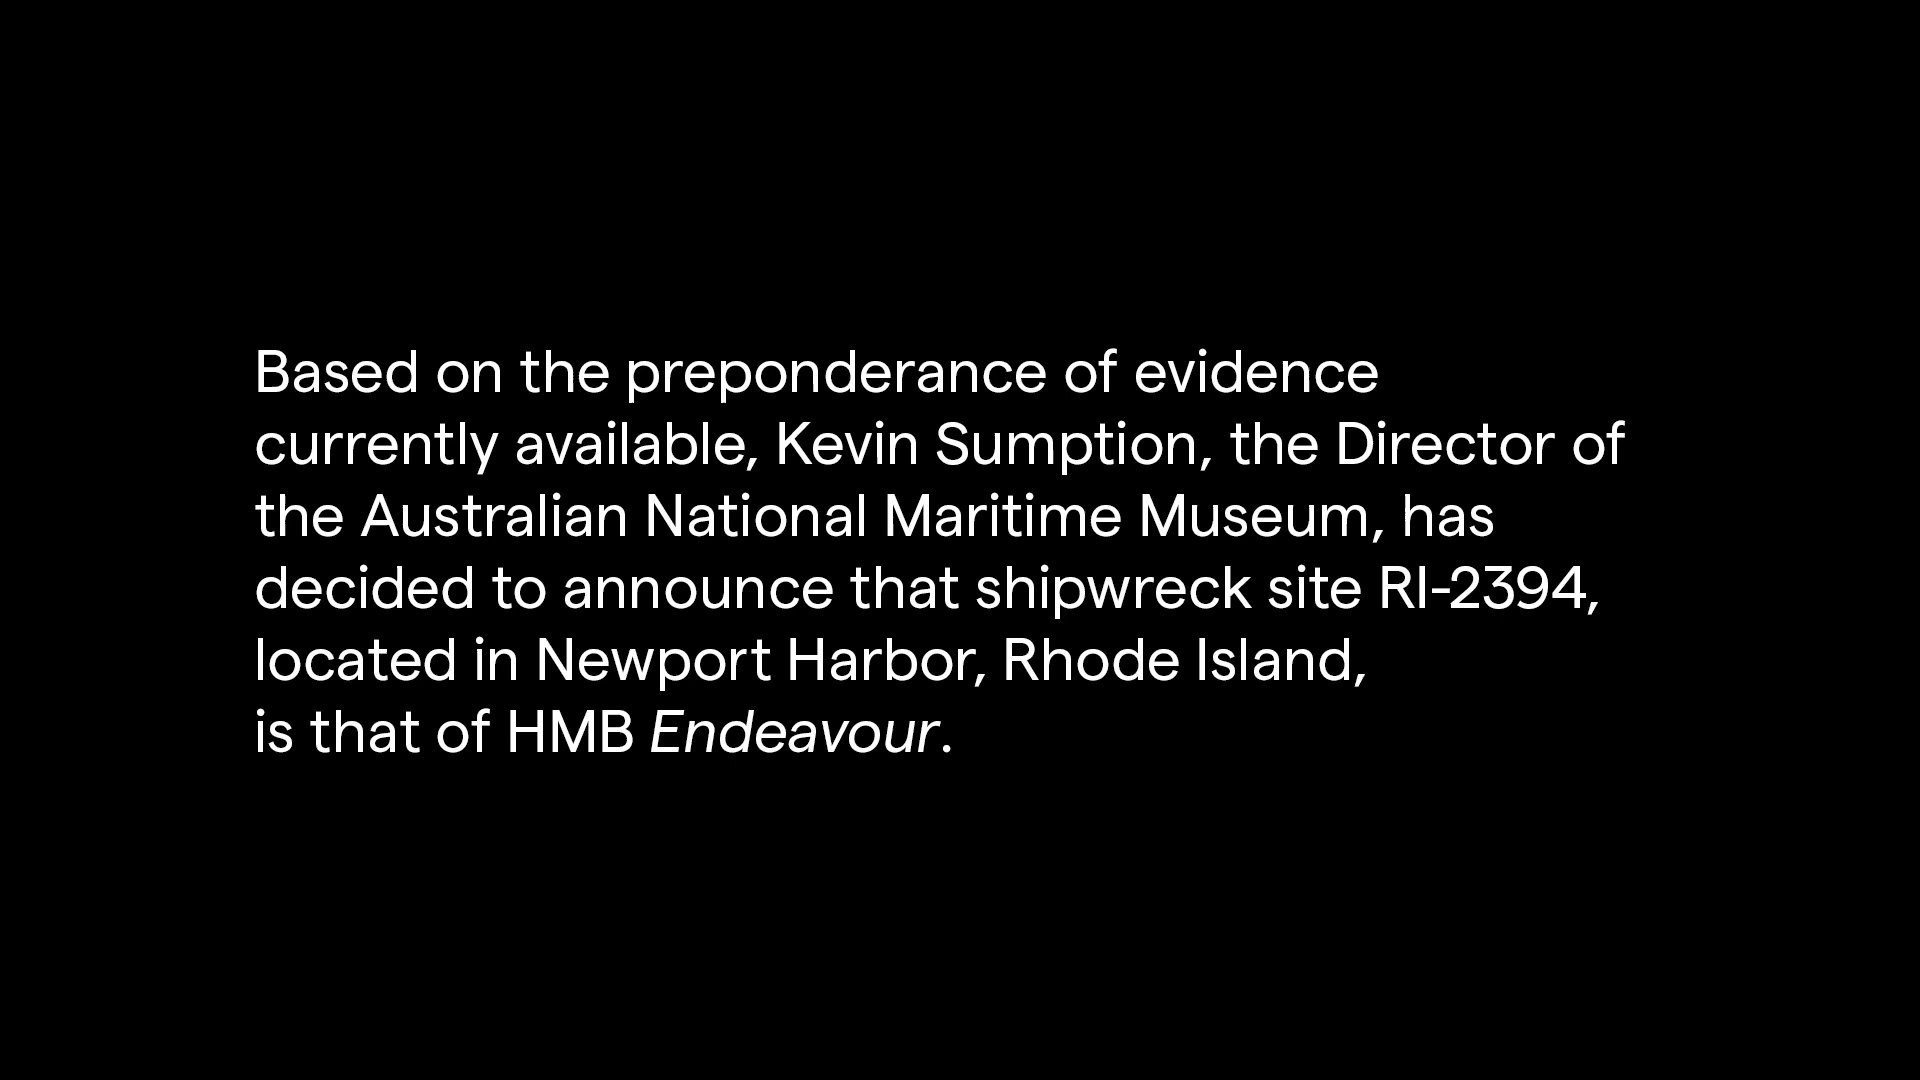 Based on the preponderance of evidence
currently available, Kevin Sumption, the Director of
the Australian National Maritime Museum, has
decided to announce that shipwreck site RI-2394,
located in Newport Harbor, Rhode Island,
is that of HMB Endeavour.